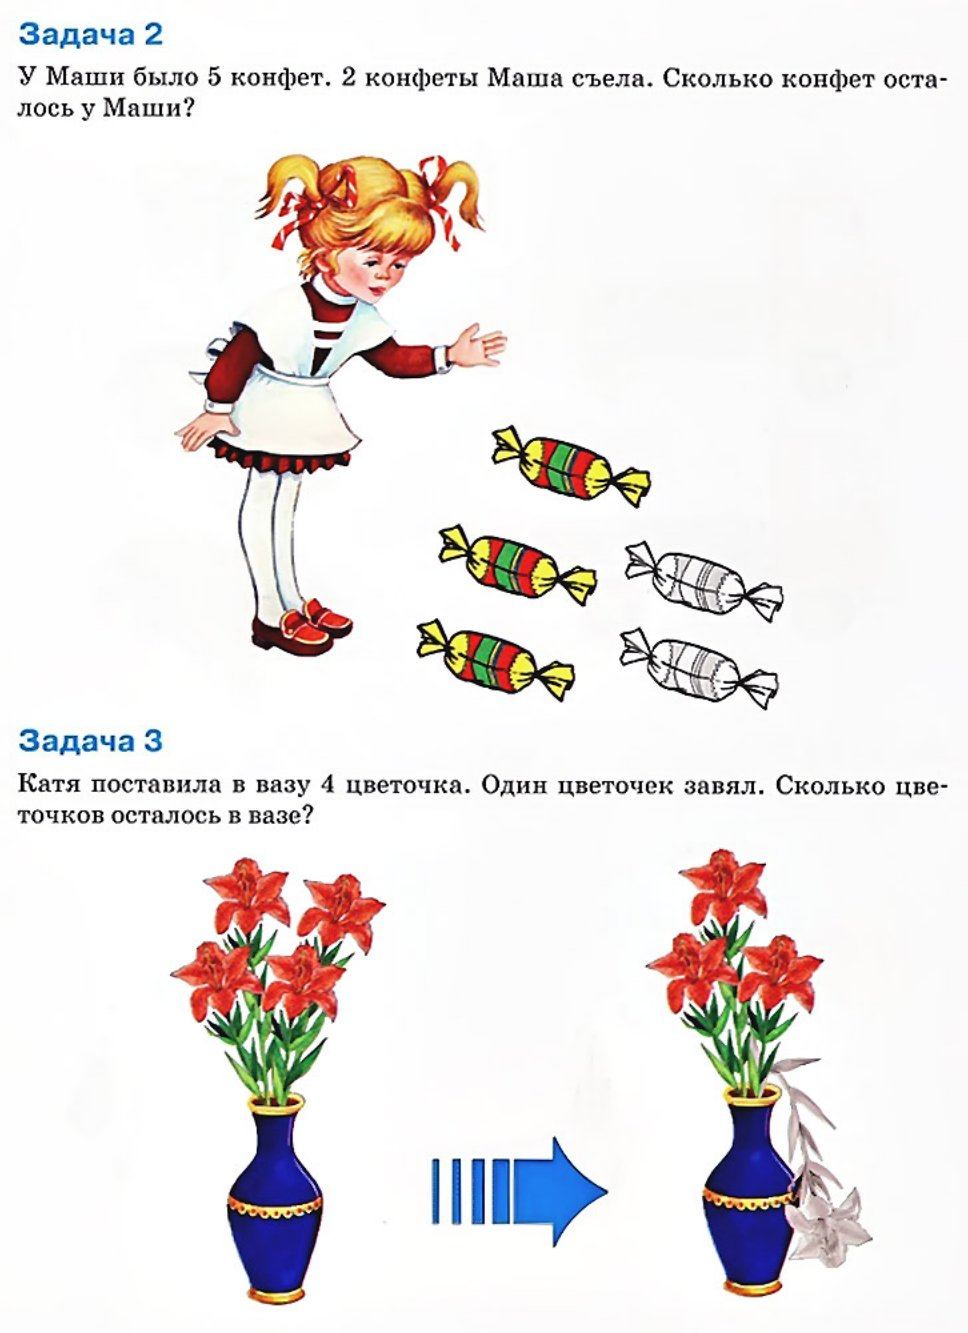 Задача 2
У Маши было 5 конфет. 2 конфеты Маша съела. Сколько конфет оста-
лось у Маши?
Задача 3
Катя поставила в вазу 4 цветочка. Один цветочек завял. Сколько цве-
точков осталось в вазе?